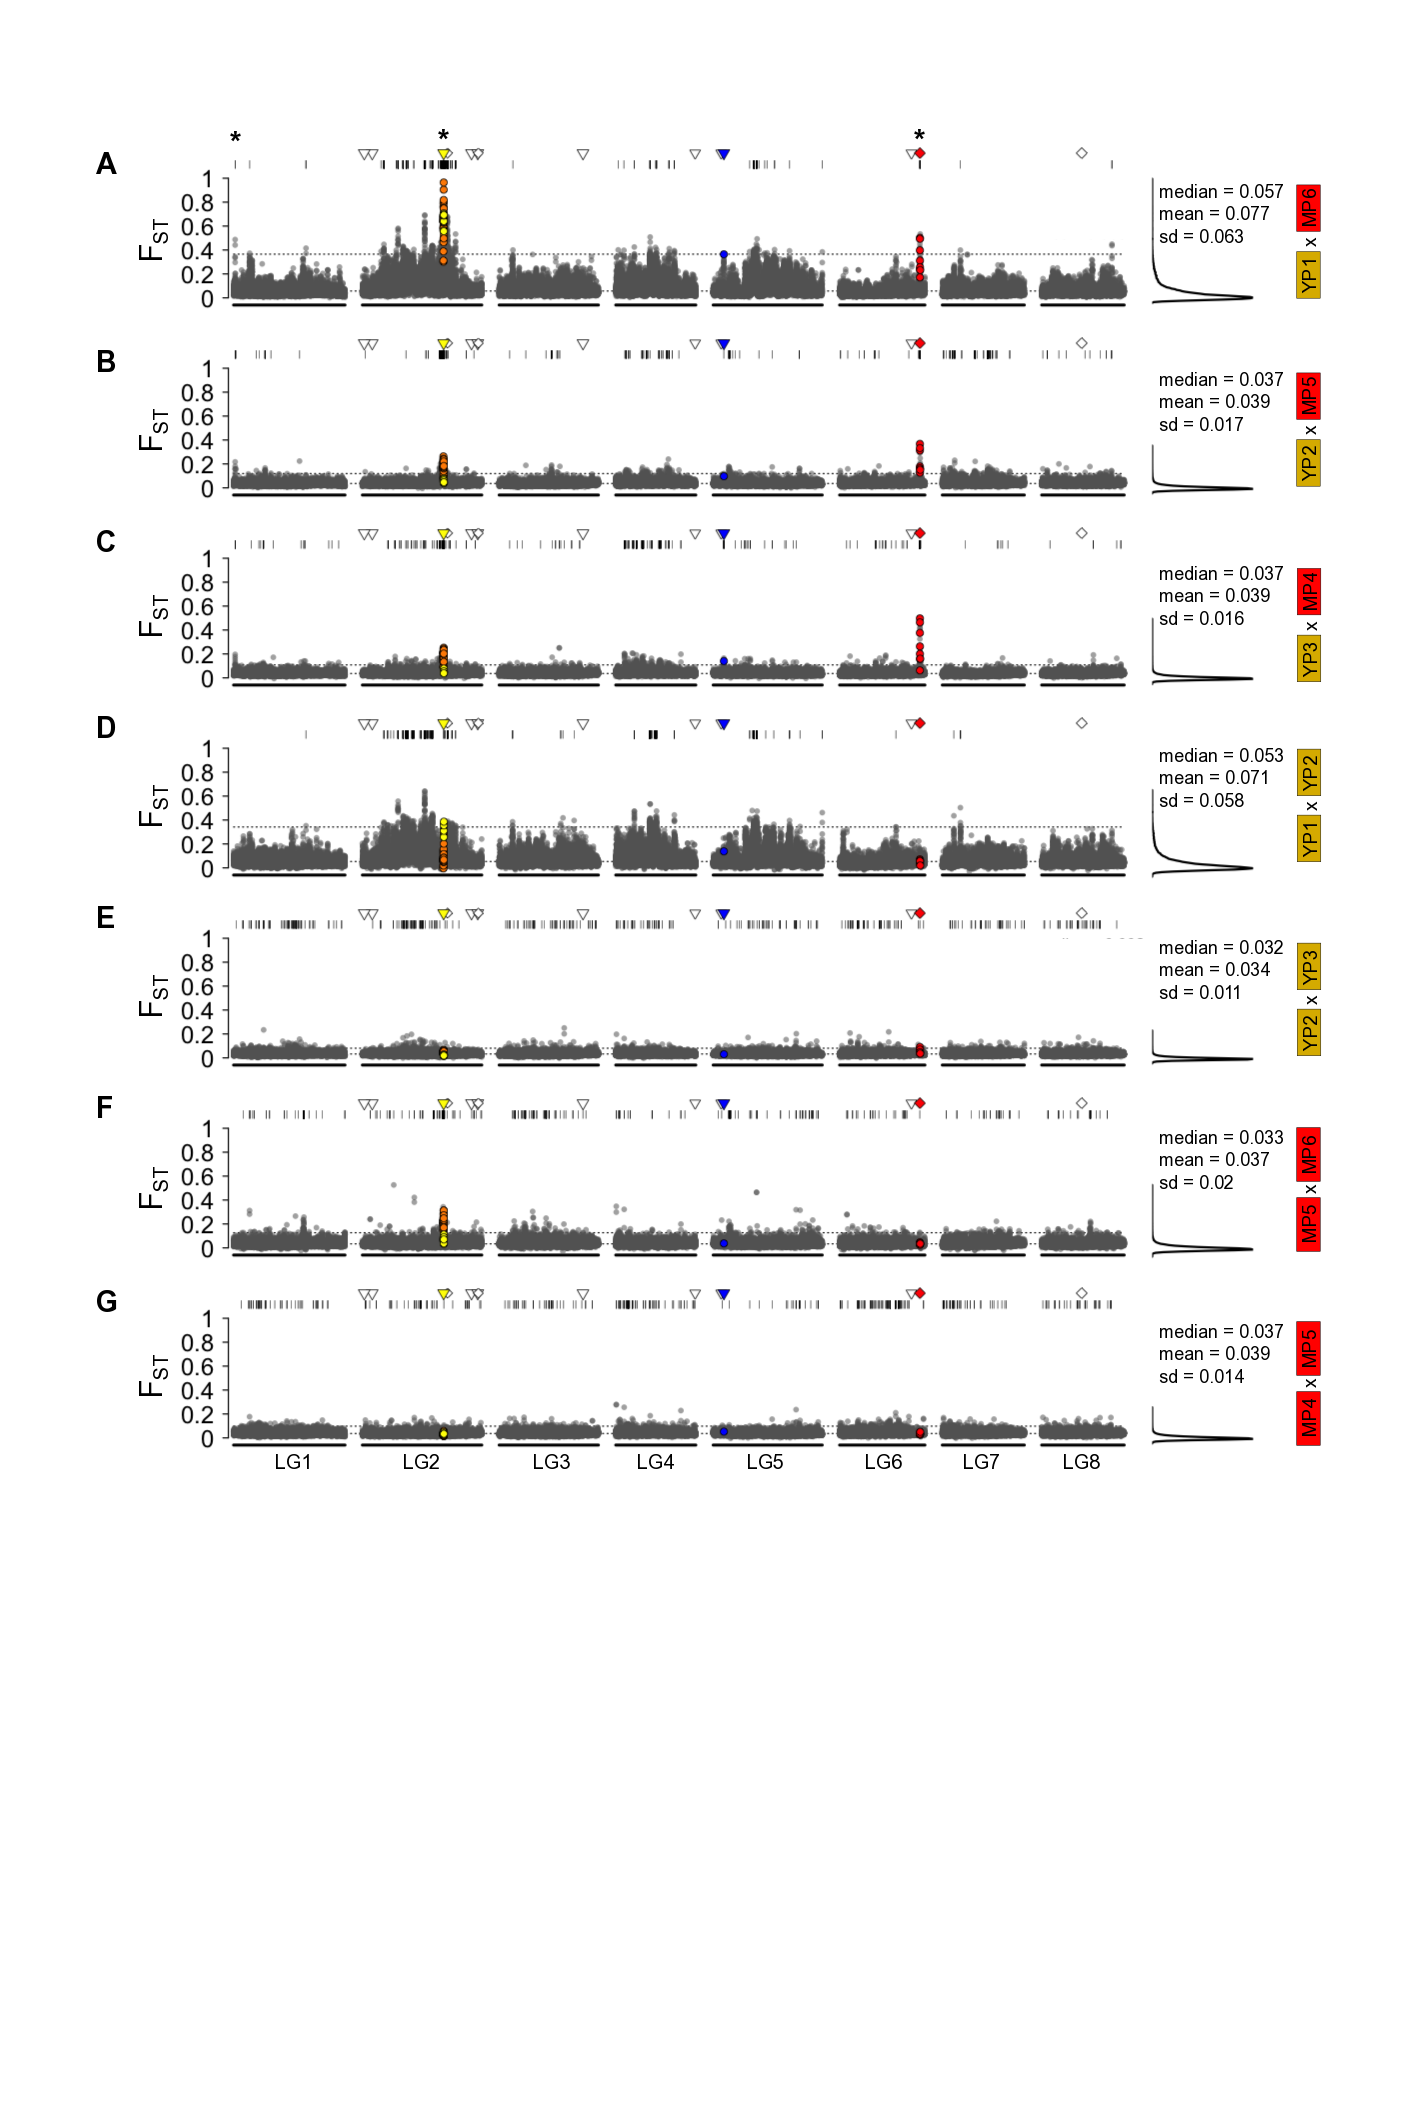 * * *
A
1
0.8
0.6
0.4
0.2
0
FST
median = 0.057
mean = 0.077
sd = 0.063
YP1 x MP6
B
1
0.8
0.6
0.4
0.2
0
FST
median = 0.037
mean = 0.039
sd = 0.017
YP2 x MP5
C
1
0.8
0.6
0.4
0.2
0
FST
median = 0.037
mean = 0.039
sd = 0.016
YP3 x MP4
D
1
0.8
0.6
0.4
0.2
0
FST
median = 0.053
mean = 0.071
sd = 0.058
YP1 x YP2
E
1
0.8
0.6
0.4
0.2
0
FST
median = 0.032
mean = 0.034
sd = 0.011
YP2 x YP3
F
1
0.8
0.6
0.4
0.2
0
FST
median = 0.033
mean = 0.037
sd = 0.02
MP5 x MP6
G
1
0.8
0.6
0.4
0.2
0
FST
median = 0.037
mean = 0.039
sd = 0.014
MP4 x MP5
LG1 LG2 LG3 LG4 LG5 LG6 LG7 LG8